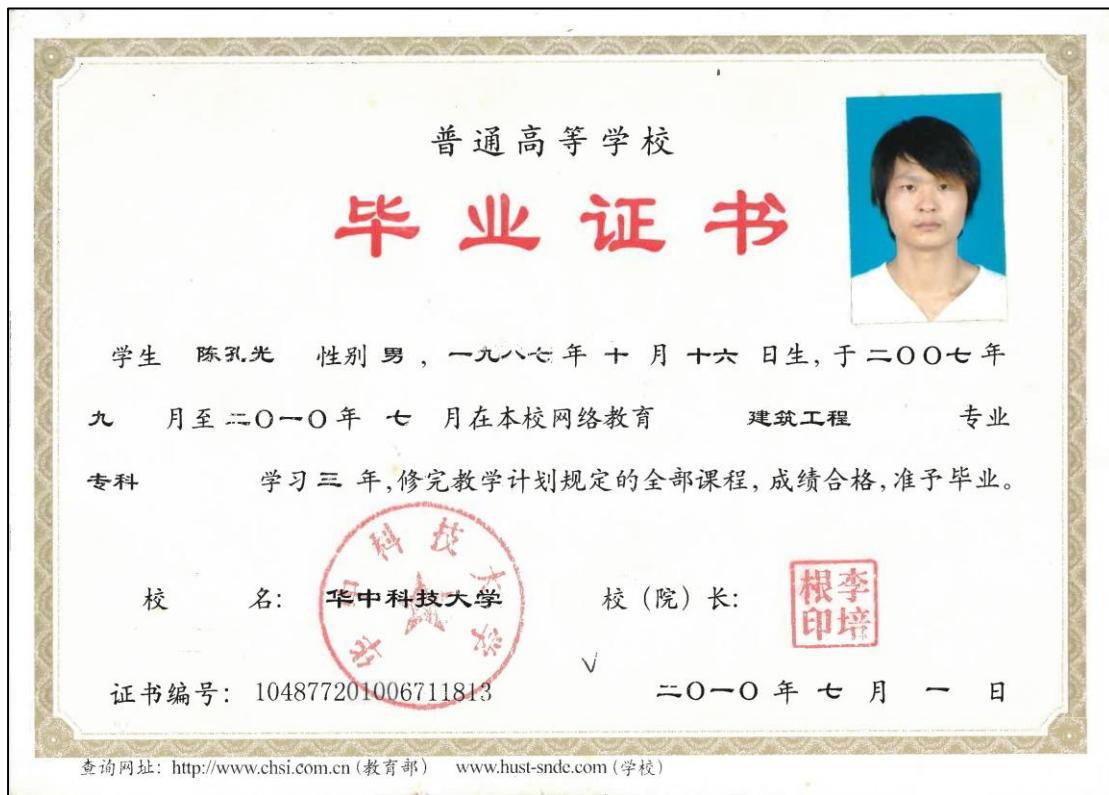 普通高等学校
毕业证书
学生 陈孔光 性别 男 , 一九八七 年 十 月 十六 日生, 于 二〇〇七 年
九 月至 二〇一〇 年 七 月在本校网络教育 建筑工程 专业
专科 学习 三 年,修完教学计划规定的全部课程, 成绩合格,准予毕业。
华中科技大学
校 名: 华中科技大学 校 (院) 长:
李培根印
证书编号: 104877201006711813 二〇一〇 年 七 月 一 日
查询网址: http://www.chsi.com.cn (教育部) www.hust-snde.com (学校)